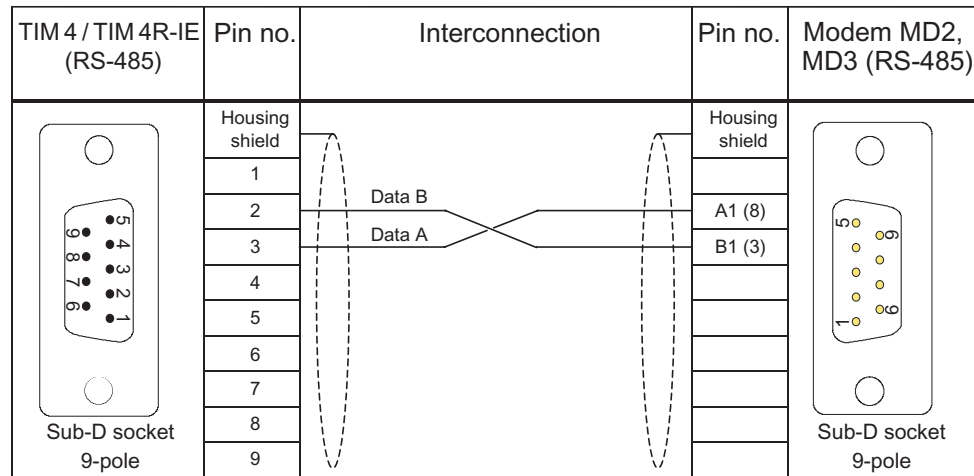 TIM 4 / TIM 4R-IE
(RS-485)
Pin no.
Interconnection
Pin no.
Modem MD2,
MD3 (RS-485)
Housing
shield
Housing
shield
1
2
Data B
A1 (8)
3
Data A
B1 (3)
4
5
6
7
8
9
5
9
4
8
3
7
2
6
1
Sub-D socket
9-pole
5
9
6
1
Sub-D socket
9-pole